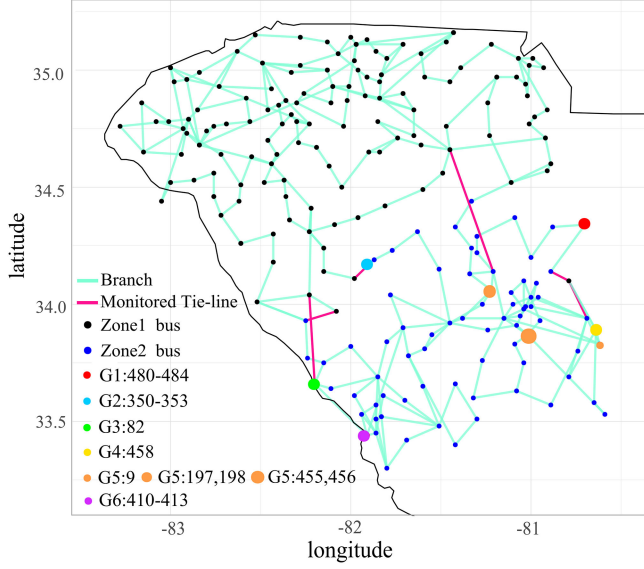 35.0
34.5
34.0
33.5
latitude
Branch
Monitored Tie-line
Zone1 bus
Zone2 bus
G1:480-484
G2:350-353
G3:82
G4:458
G5:9 G5:197,198 G5:455,456
G6:410-413
-83 -82 -81
longitude